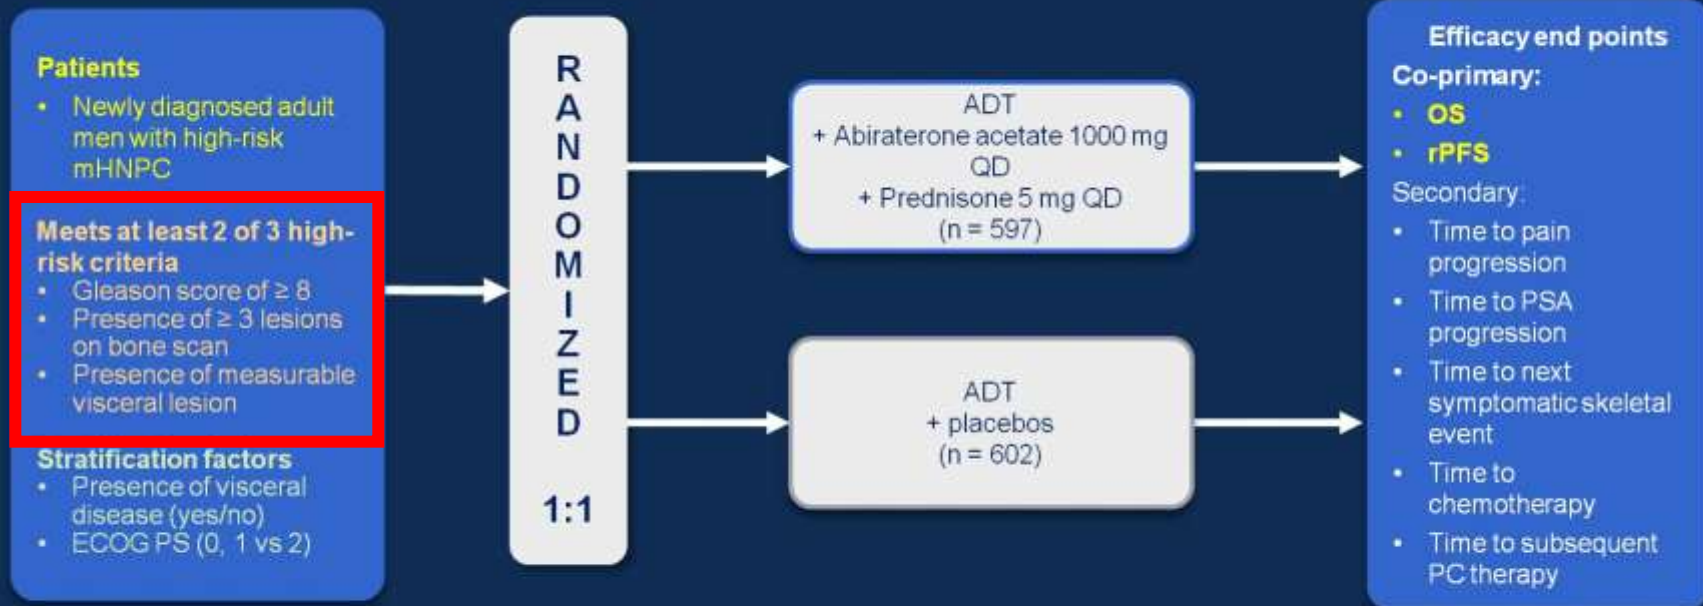 Patients
• Newly diagnosed adult
men with high-risk
mHNPC
Meets at least 2 of 3 high-
risk criteria
• Gleason score of ≥ 8
• Presence of ≥ 3 lesions
on bone scan
• Presence of measurable
visceral lesion
Stratification factors
• Presence of visceral
disease (yes/no)
• ECOG PS (0, 1 vs 2)
RANDOMIZED
1:1
ADT
+ Abiraterone acetate 1000 mg
QD
+ Prednisone 5 mg QD
(n = 597)
ADT
+ placebos
(n = 602)
Efficacy end points
Co-primary:
• OS
• rPFS
Secondary:
• Time to pain
progression
• Time to PSA
progression
• Time to next
symptomatic skeletal
event
• Time to
chemotherapy
• Time to subsequent
PC therapy